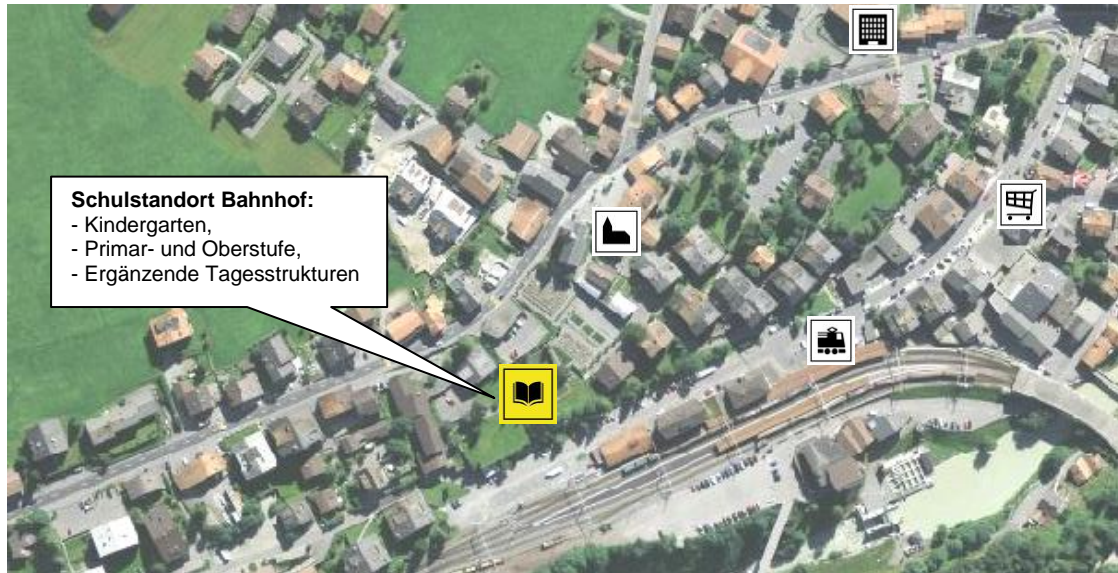 Schulstandort Bahnhof:
- Kindergarten,
- Primar- und Oberstufe,
- Ergänzende Tagesstrukturen